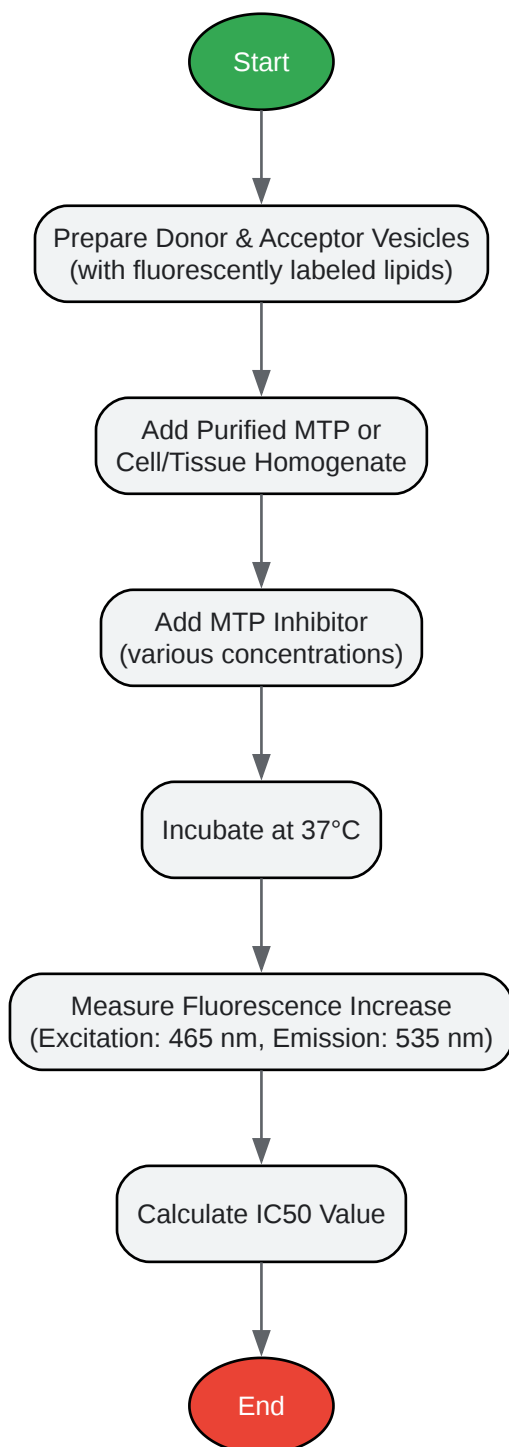 Start
Prepare Donor & Acceptor Vesicles
(with fluorescently labeled lipids)
Add Purified MTP or
Cell/Tissue Homogenate
Add MTP Inhibitor
(various concentrations)
Incubate at 37°C
Measure Fluorescence Increase
(Excitation: 465 nm, Emission: 535 nm)
Calculate IC50 Value
End